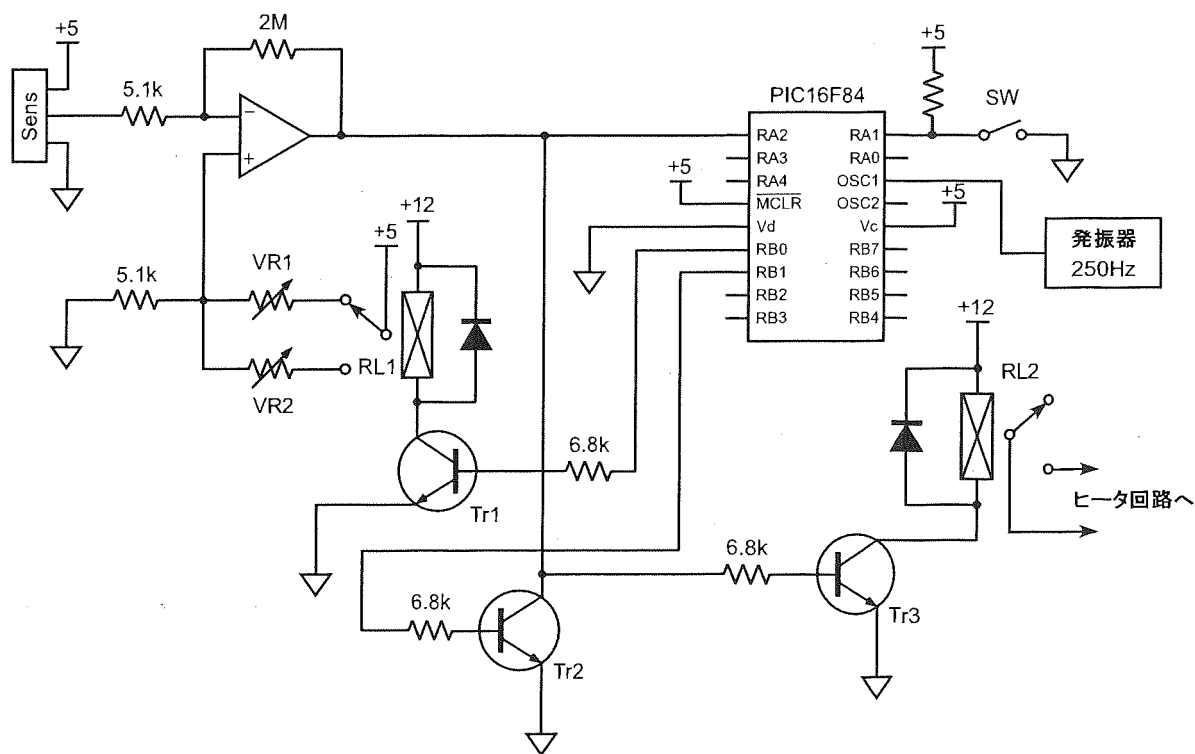 +5
2M
5.1k
Sens
−
+
PIC16F84
+5
SW
RA2
RA3
RA4
MCLR
Vd
RB0
RB1
RB2
RB3
RA1
RA0
OSC1
OSC2
Vc
RB7
RB6
RB5
RB4
+5
+5
発振器
250Hz
+12
+5
5.1k
VR1
VR2
RL1
6.8k
Tr1
+12
RL2
ヒータ回路へ
6.8k
Tr2
6.8k
Tr3